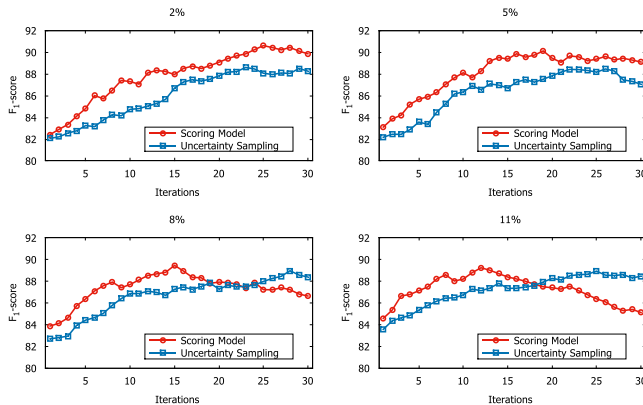 2%
92
90
88
86
84
82
80
F1-score
Scoring Model
Uncertainty Sampling
5 10 15 20 25 30
Iterations
5%
92
90
88
86
84
82
80
F1-score
Scoring Model
Uncertainty Sampling
5 10 15 20 25 30
Iterations
8%
92
90
88
86
84
82
80
F1-score
Scoring Model
Uncertainty Sampling
5 10 15 20 25 30
Iterations
11%
92
90
88
86
84
82
80
F1-score
Scoring Model
Uncertainty Sampling
5 10 15 20 25 30
Iterations